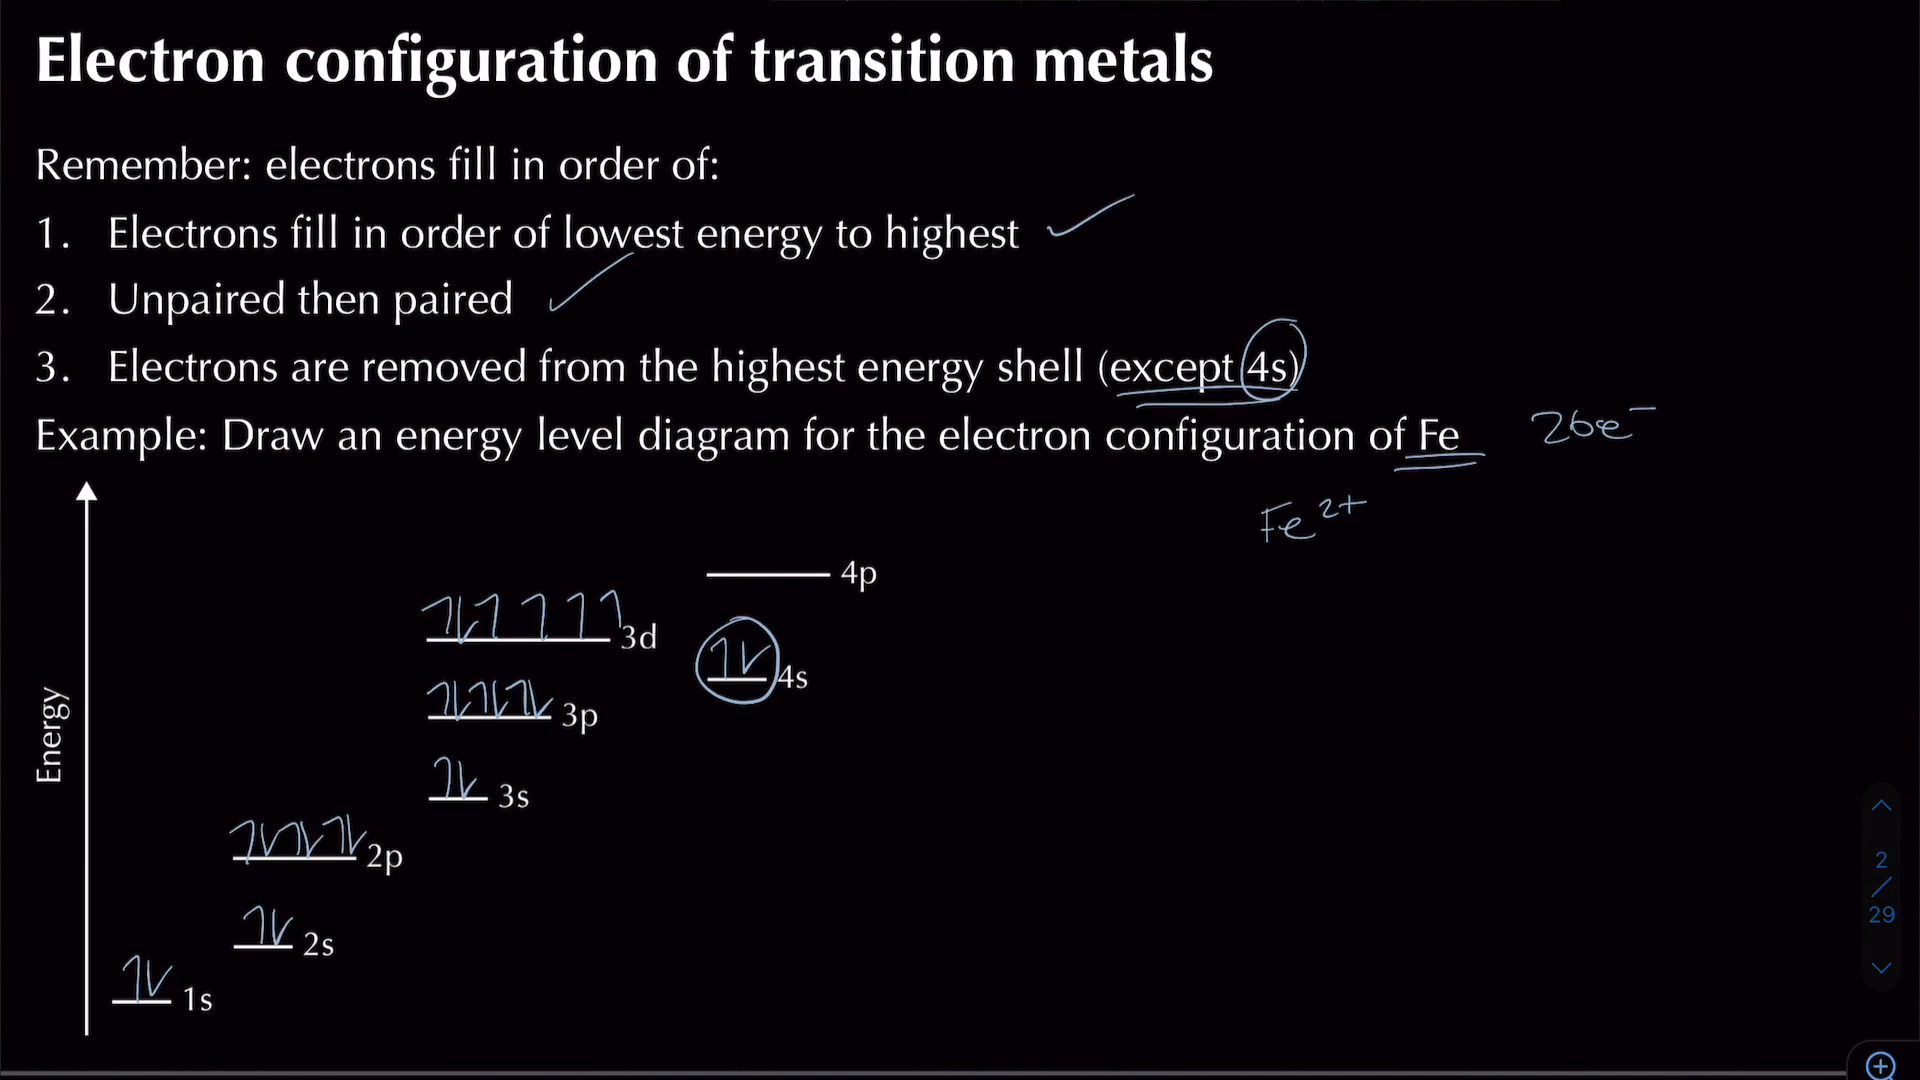 Electron configuration of transition metals
Remember: electrons fill in order of:
1. Electrons fill in order of lowest energy to highest
2. Unpaired then paired
3. Electrons are removed from the highest energy shell (except 4s)
Example: Draw an energy level diagram for the electron configuration of Fe 26e⁻
Fe²⁺
4p
3d
4s
3p
3s
2p
2s
1s
Energy
2
/
29